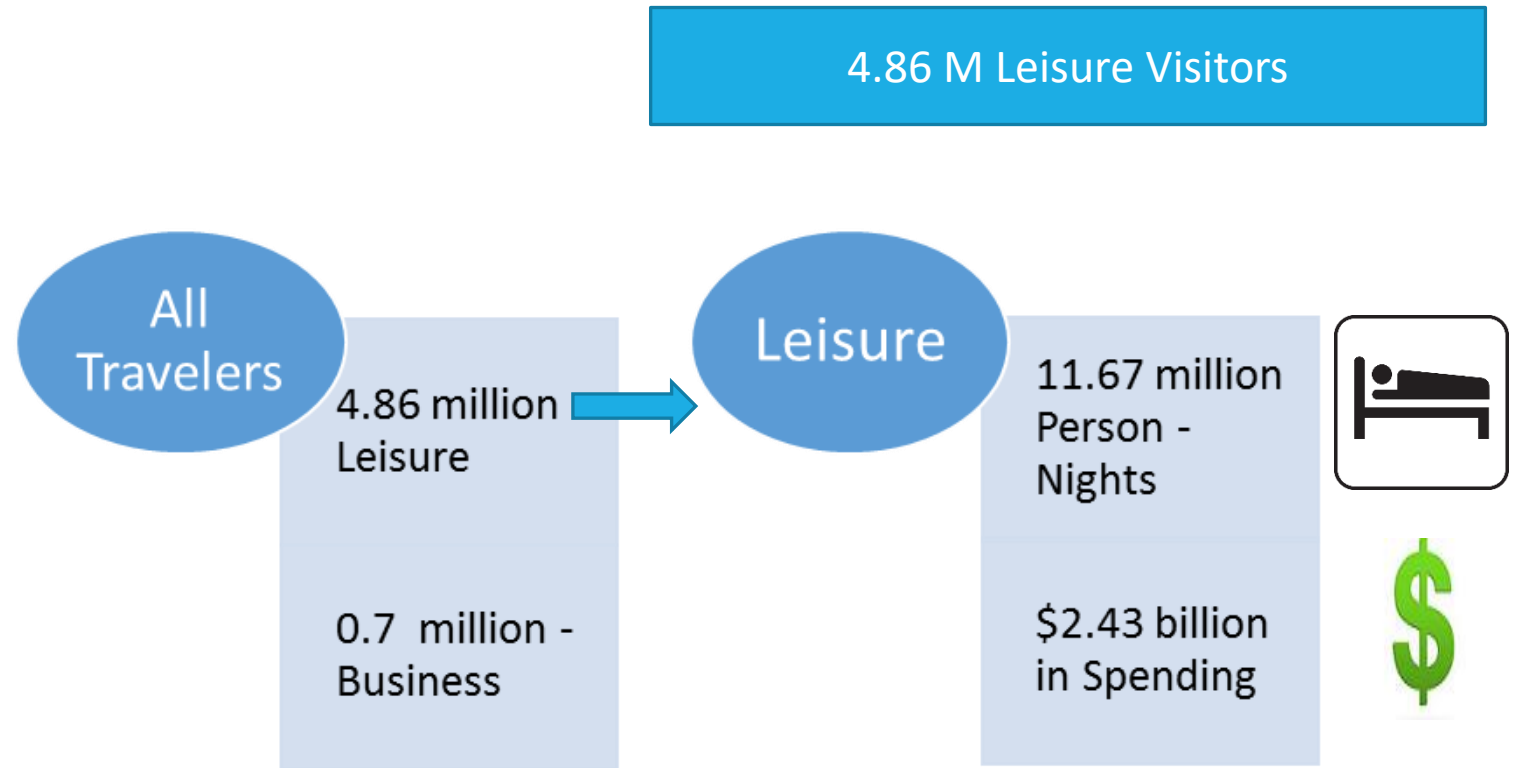 4.86 M Leisure Visitors
All
Travelers
4.86 million
Leisure
0.7  million -
Business
Leisure
11.67 million
Person -
Nights
$2.43 billion
in Spending